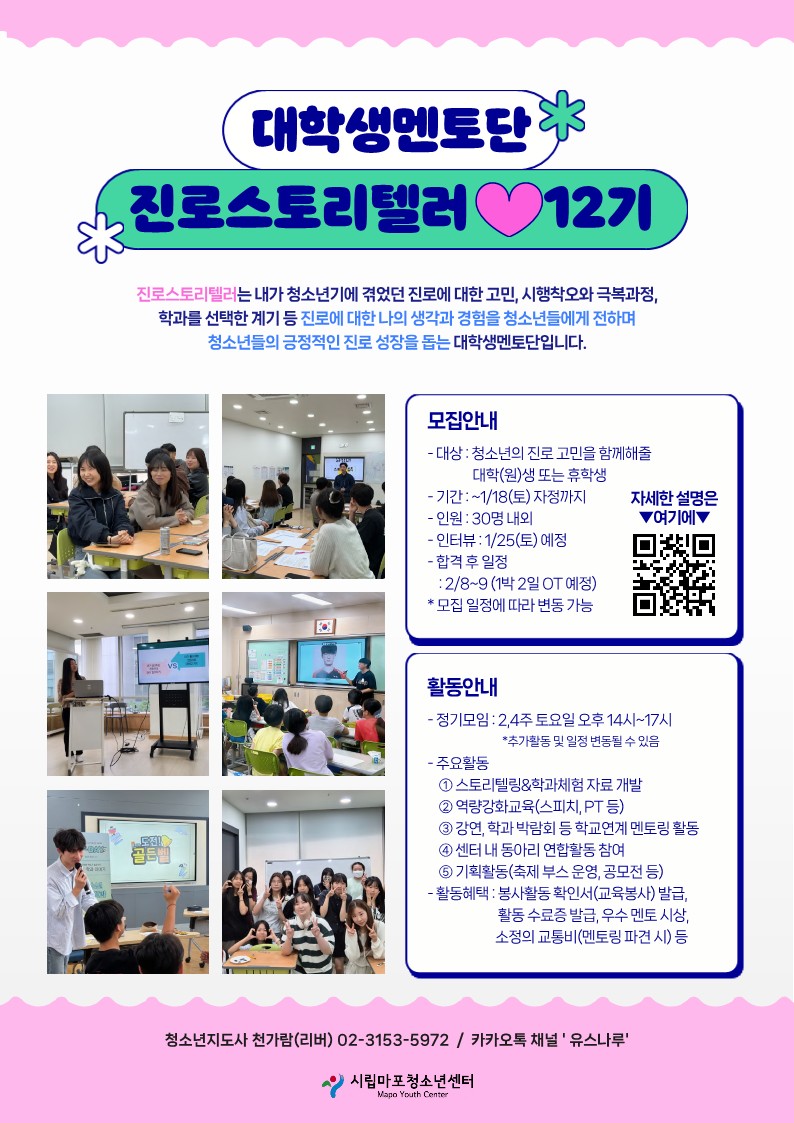 대학생멘토단
진로스토리텔러 12기
진로스토리텔러는 내가 청소년기에 겪었던 진로에 대한 고민, 시행착오와 극복과정,
학과를 선택한 계기 등 진로에 대한 나의 생각과 경험을 청소년들에게 전하며
청소년들의 긍정적인 진로 성장을 돕는 대학생멘토단입니다.
모집안내
- 대상 : 청소년의 진로 고민을 함께해줄
대학(원)생 또는 휴학생
- 기간 : ~1/18(토) 자정까지
- 인원 : 30명 내외
- 인터뷰 : 1/25(토) 예정
- 합격 후 일정
: 2/8~9 (1박 2일 OT 예정)
* 모집 일정에 따라 변동 가능
자세한 설명은
▼여기에▼
활동안내
- 정기모임 : 2,4주 토요일 오후 14시~17시
*추가활동 및 일정 변동될 수 있음
- 주요활동
① 스토리텔링&학과체험 자료 개발
② 역량강화교육(스피치, PT 등)
③ 강연, 학과 박람회 등 학교연계 멘토링 활동
④ 센터 내 동아리 연합활동 참여
⑤ 기획활동(축제 부스 운영, 공모전 등)
- 활동혜택 : 봉사활동 확인서(교육봉사) 발급,
활동 수료증 발급, 우수 멘토 시상,
소정의 교통비(멘토링 파견 시) 등
VS
도전!
골든벨
청소년지도사 천가람(리버) 02-3153-5972 / 카카오톡 채널 ' 유스나루'
시립마포청소년센터
Mapo Youth Center